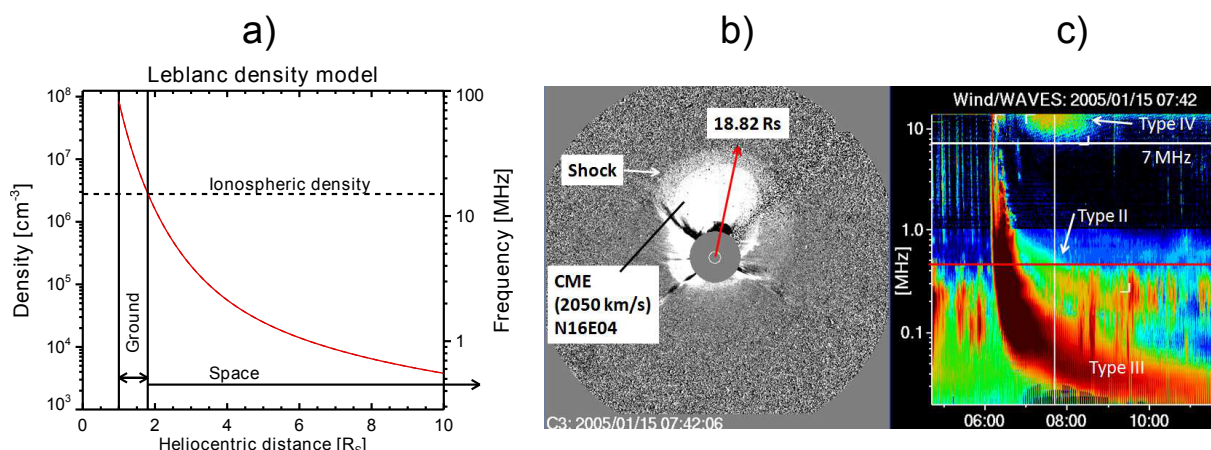 a)
Leblanc density model
10⁸
10⁷
10⁶
10⁵
10⁴
10³
Density [cm⁻³]
100
10
1
Frequency [MHz]
Ionospheric density
Ground
Space
0
2
4
6
8
10
Heliocentric distance [Rₛ]
b)
18.82 Rs
Shock
CME
(2050 km/s)
N16E04
C3: 2005/01/15 07:42:06
c)
Wind/WAVES: 2005/01/15 07:42
10
1.0
0.1
[MHz]
Type IV
7 MHz
Type II
Type III
06:00
08:00
10:00